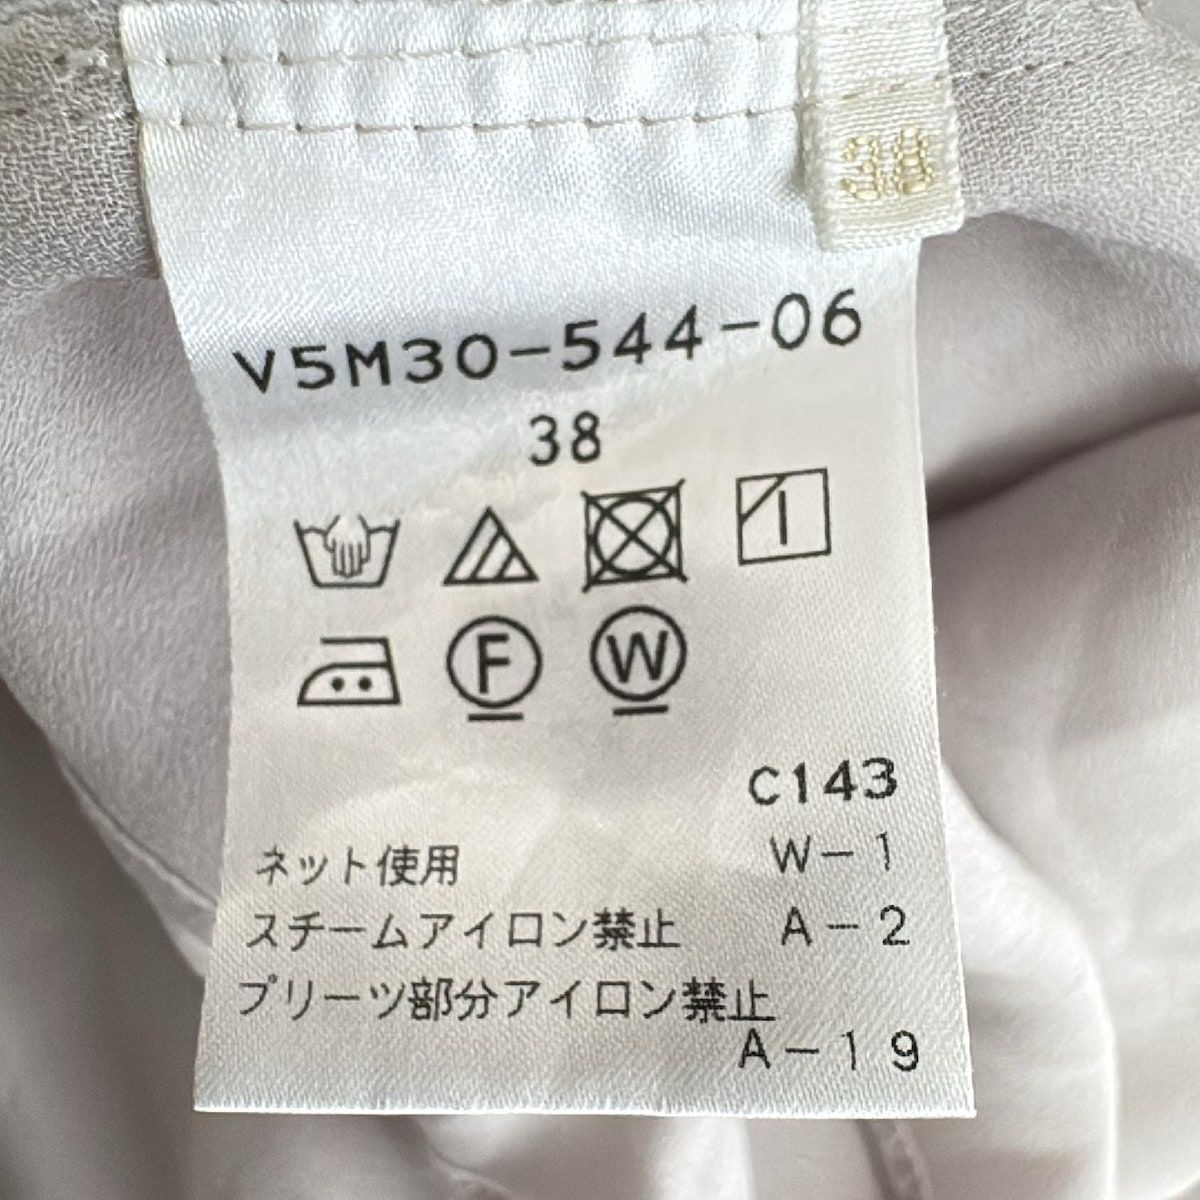 38
V5M30-544-06
38
F W
C143
ネット使用 W-1
スチームアイロン禁止 A-2
プリーツ部分アイロン禁止
A-19